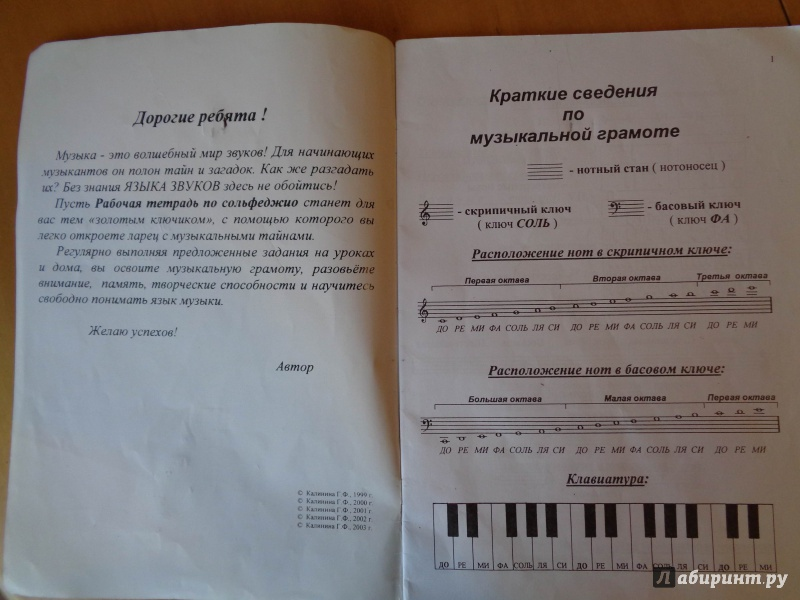 Дорогие ребята !
Музыка - это волшебный мир звуков! Для начинающих
музыкантов он полон тайн и загадок. Как же разгадать
их? Без знания ЯЗЫКА ЗВУКОВ здесь не обойтись!
Пусть Рабочая тетрадь по сольфеджио станет для
вас тем «золотым ключиком», с помощью которого вы
легко откроете ларец с музыкальными тайнами.
Регулярно выполняя предложенные задания на уроках
и дома, вы освоите музыкальную грамоту, разовьёте
внимание, память, творческие способности и научитесь
свободно понимать язык музыки.
Желаю успехов!
Автор
© Калинина Г.Ф., 1999 г.
© Калинина Г.Ф., 2000 г.
© Калинина Г.Ф., 2001 г.
© Калинина Г.Ф., 2002 г.
© Калинина Г.Ф., 2003 г.
1
Краткие сведения
по
музыкальной грамоте
- нотный стан ( нотоносец )
- скрипичный ключ
( ключ СОЛЬ )
- басовый ключ
( ключ ФА )
Расположение нот в скрипичном ключе:
Первая октава Вторая октава Третья октава
ДО РЕ МИ ФА СОЛЬ ЛЯ СИ ДО РЕ МИ ФА СОЛЬ ЛЯ СИ ДО РЕ МИ
Расположение нот в басовом ключе:
Большая октава Малая октава Первая октава
ДО РЕ МИ ФА СОЛЬ ЛЯ СИ ДО РЕ МИ ФА СОЛЬ ЛЯ СИ ДО РЕ МИ
Клавиатура:
ДО РЕ МИ ФА СОЛЬ ЛЯ СИ ДО РЕ МИ ФА СОЛЬ ЛЯ СИ ДО РЕ МИ
Лабиринт.ру